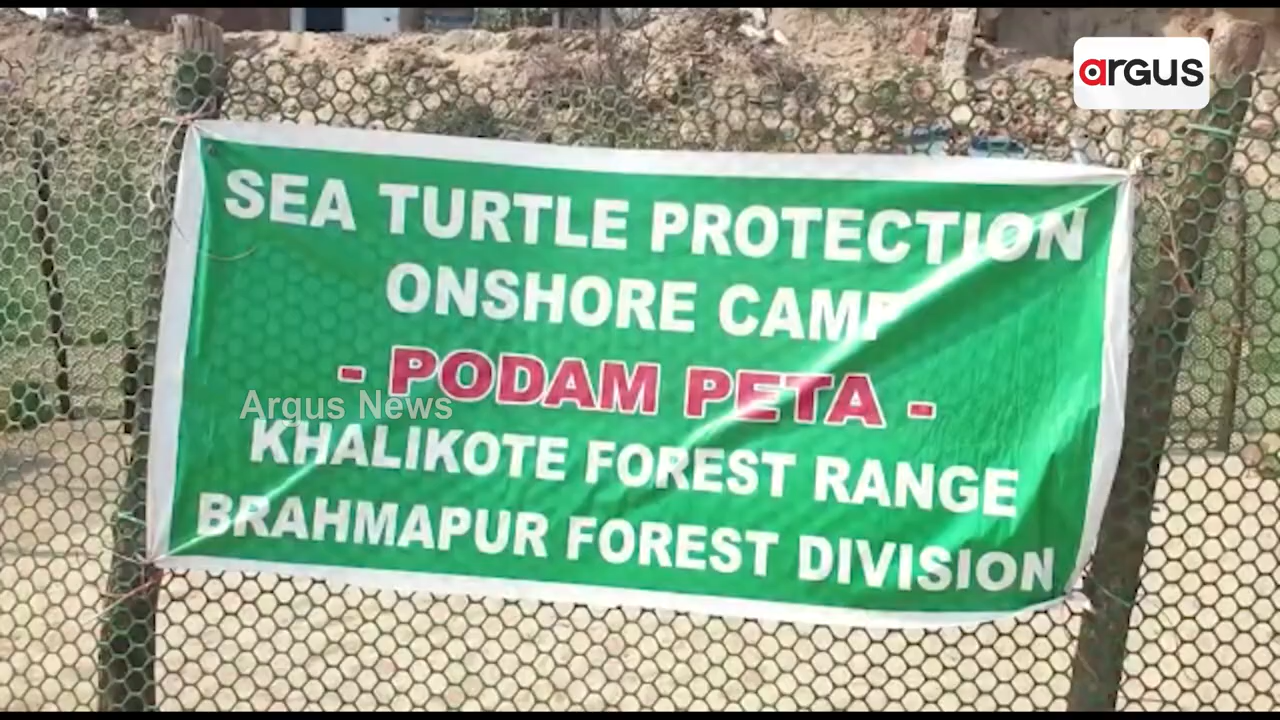 argus
SEA TURTLE PROTECTION
ONSHORE CAMP
- PODAM PETA -
Argus News
KHALIKOTE FOREST RANGE
BRAHMAPUR FOREST DIVISION